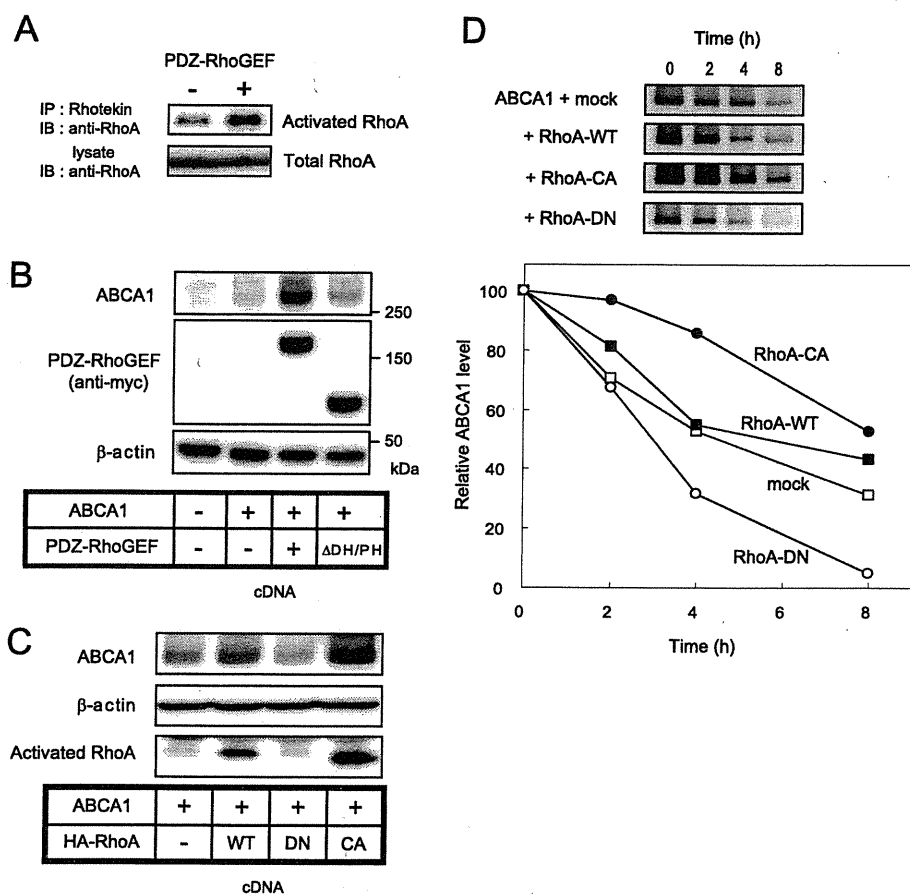 A
PDZ-RhoGEF
- +
IP : Rhotekin
IB : anti-RhoA
Activated RhoA
lysate
IB : anti-RhoA
Total RhoA
B
ABCA1
250
PDZ-RhoGEF
(anti-myc)
150
β-actin
50
kDa
ABCA1 - + + +
PDZ-RhoGEF - - + ΔDH/PH
cDNA
C
ABCA1
β-actin
Activated RhoA
ABCA1 + + + +
HA-RhoA - WT DN CA
cDNA
D
Time (h)
0 2 4 8
ABCA1 + mock
+ RhoA-WT
+ RhoA-CA
+ RhoA-DN
Relative ABCA1 level
100
80
60
40
20
0
RhoA-CA
RhoA-WT
mock
RhoA-DN
0 2 4 6 8
Time (h)